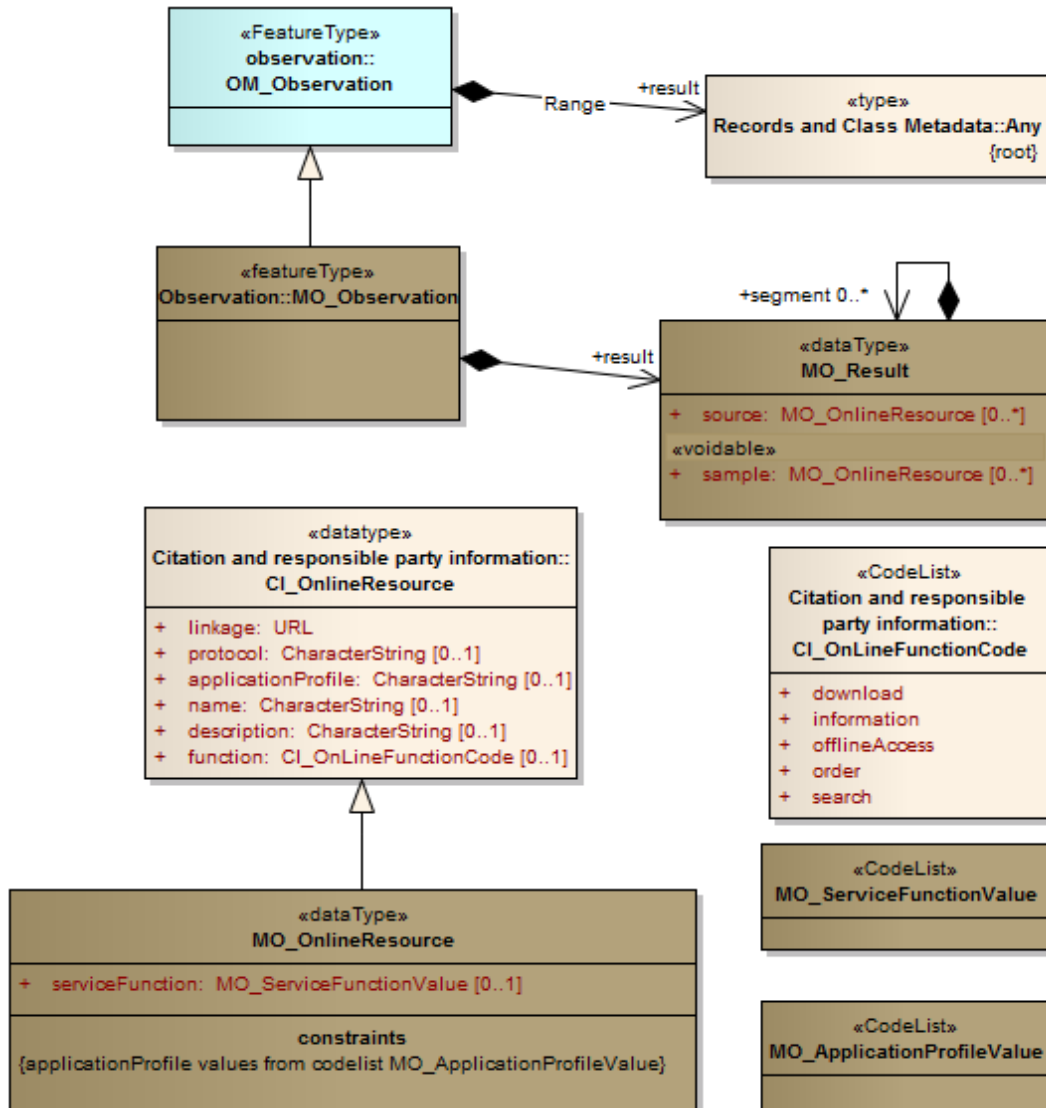 «FeatureType»
observation::
OM_Observation
+result
Range
«type»
Records and Class Metadata::Any
{root}
«featureType»
Observation::MO_Observation
+segment 0..*
+result
«dataType»
MO_Result
+ source: MO_OnlineResource [0..*]
«voidable»
+ sample: MO_OnlineResource [0..*]
«datatype»
Citation and responsible party information::
CI_OnlineResource
+ linkage: URL
+ protocol: CharacterString [0..1]
+ applicationProfile: CharacterString [0..1]
+ name: CharacterString [0..1]
+ description: CharacterString [0..1]
+ function: CI_OnLineFunctionCode [0..1]
«CodeList»
Citation and responsible
party information::
CI_OnLineFunctionCode
+ download
+ information
+ offlineAccess
+ order
+ search
«CodeList»
MO_ServiceFunctionValue
«dataType»
MO_OnlineResource
+ serviceFunction: MO_ServiceFunctionValue [0..1]
constraints
{applicationProfile values from codelist MO_ApplicationProfileValue}
«CodeList»
MO_ApplicationProfileValue